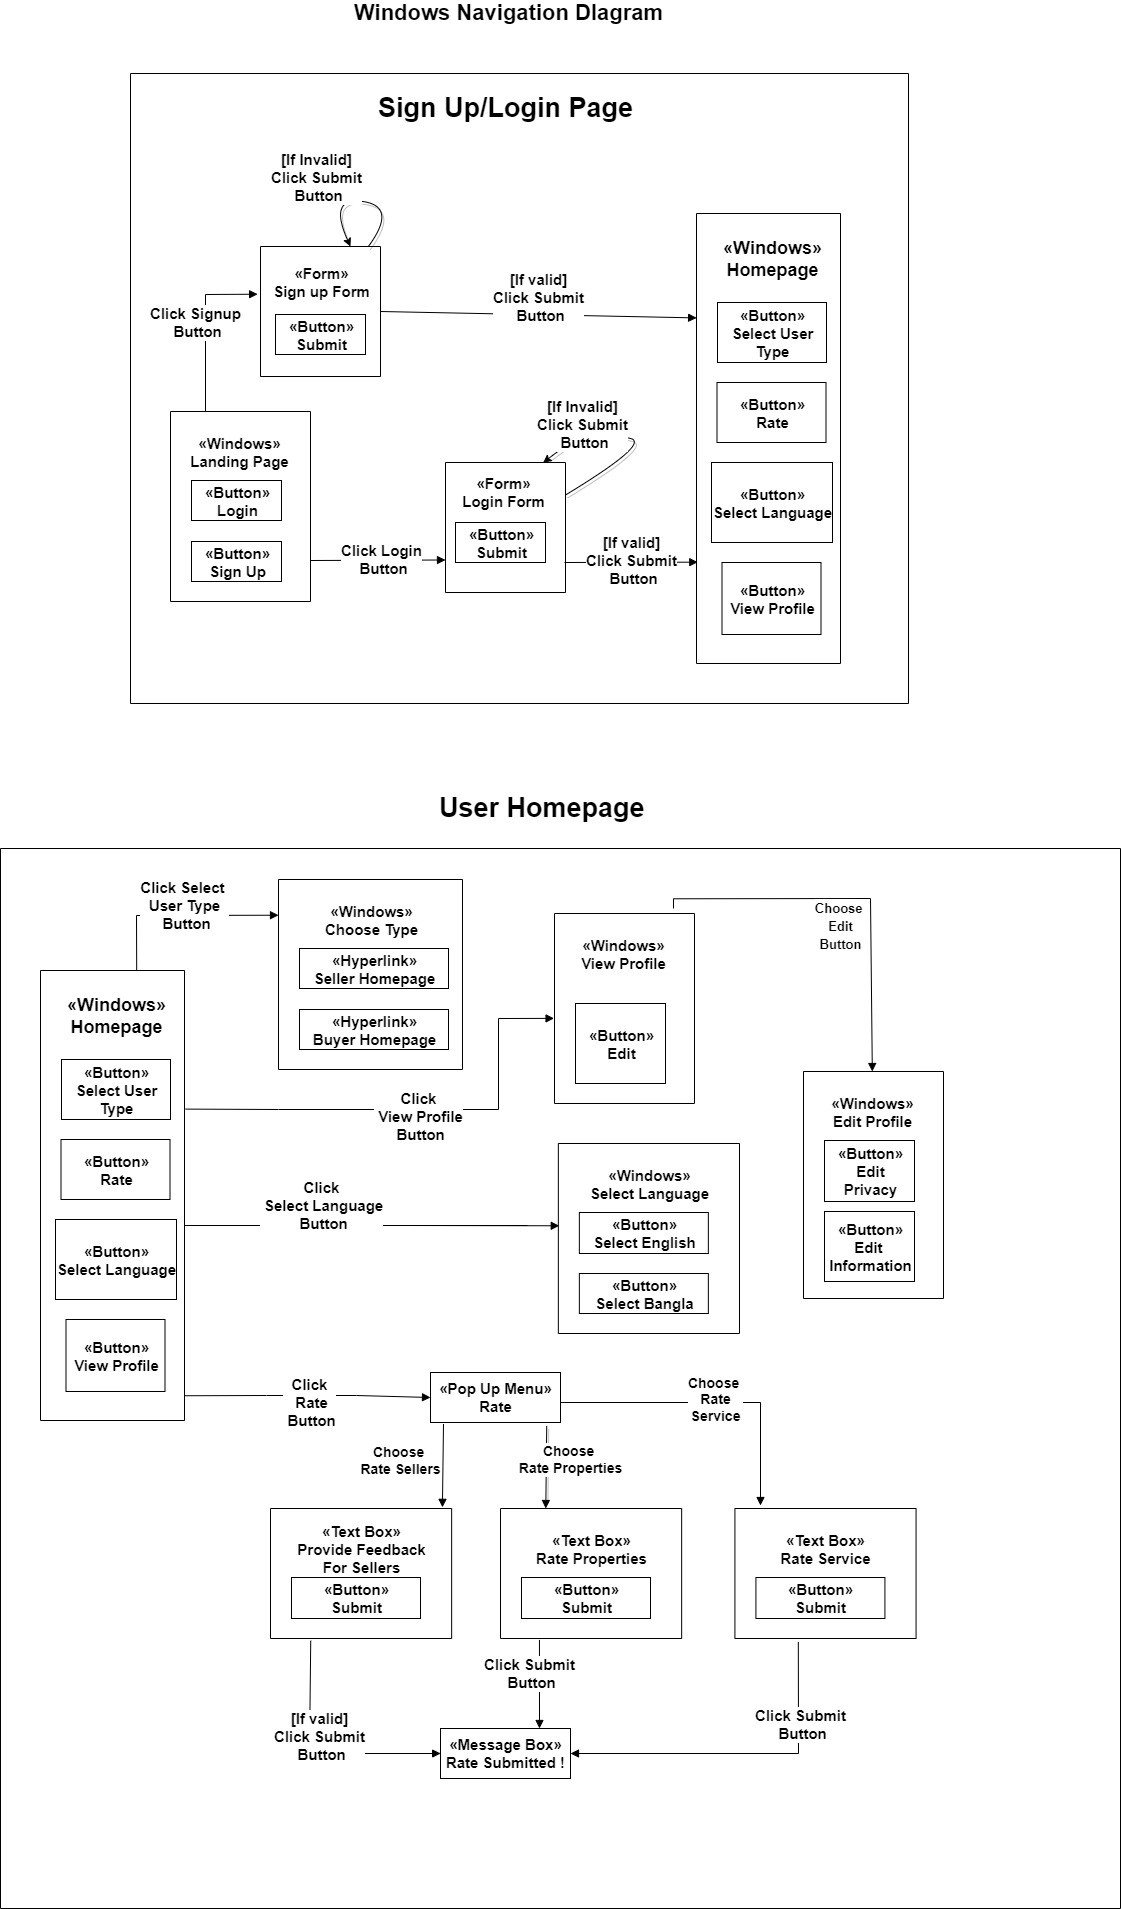 Windows Navigation DIagram
Sign Up/Login Page
[If Invalid]
Click Submit
Button
«Form»
Sign up Form
«Button»
Submit
[If valid]
Click Submit
Button
Click Signup
Button
«Windows»
Landing Page
«Button»
Login
«Button»
Sign Up
Click Login
Button
[If Invalid]
Click Submit
Button
«Form»
Login Form
«Button»
Submit
[If valid]
Click Submit
Button
«Windows»
Homepage
«Button»
Select User
Type
«Button»
Rate
«Button»
Select Language
«Button»
View Profile
User Homepage
Click Select
User Type
Button
«Windows»
Choose Type
«Hyperlink»
Seller Homepage
«Hyperlink»
Buyer Homepage
«Windows»
View Profile
«Button»
Edit
Choose
Edit
Button
«Windows»
Homepage
«Button»
Select User
Type
«Button»
Rate
«Button»
Select Language
«Button»
View Profile
Click
View Profile
Button
«Windows»
Edit Profile
«Button»
Edit
Privacy
«Button»
Edit
Information
Click
Select Language
Button
«Windows»
Select Language
«Button»
Select English
«Button»
Select Bangla
Click
Rate
Button
«Pop Up Menu»
Rate
Choose
Rate
Service
Choose
Rate Sellers
Choose
Rate Properties
«Text Box»
Provide Feedback
For Sellers
«Button»
Submit
«Text Box»
Rate Properties
«Button»
Submit
«Text Box»
Rate Service
«Button»
Submit
[If valid]
Click Submit
Button
Click Submit
Button
Click Submit
Button
«Message Box»
Rate Submitted !